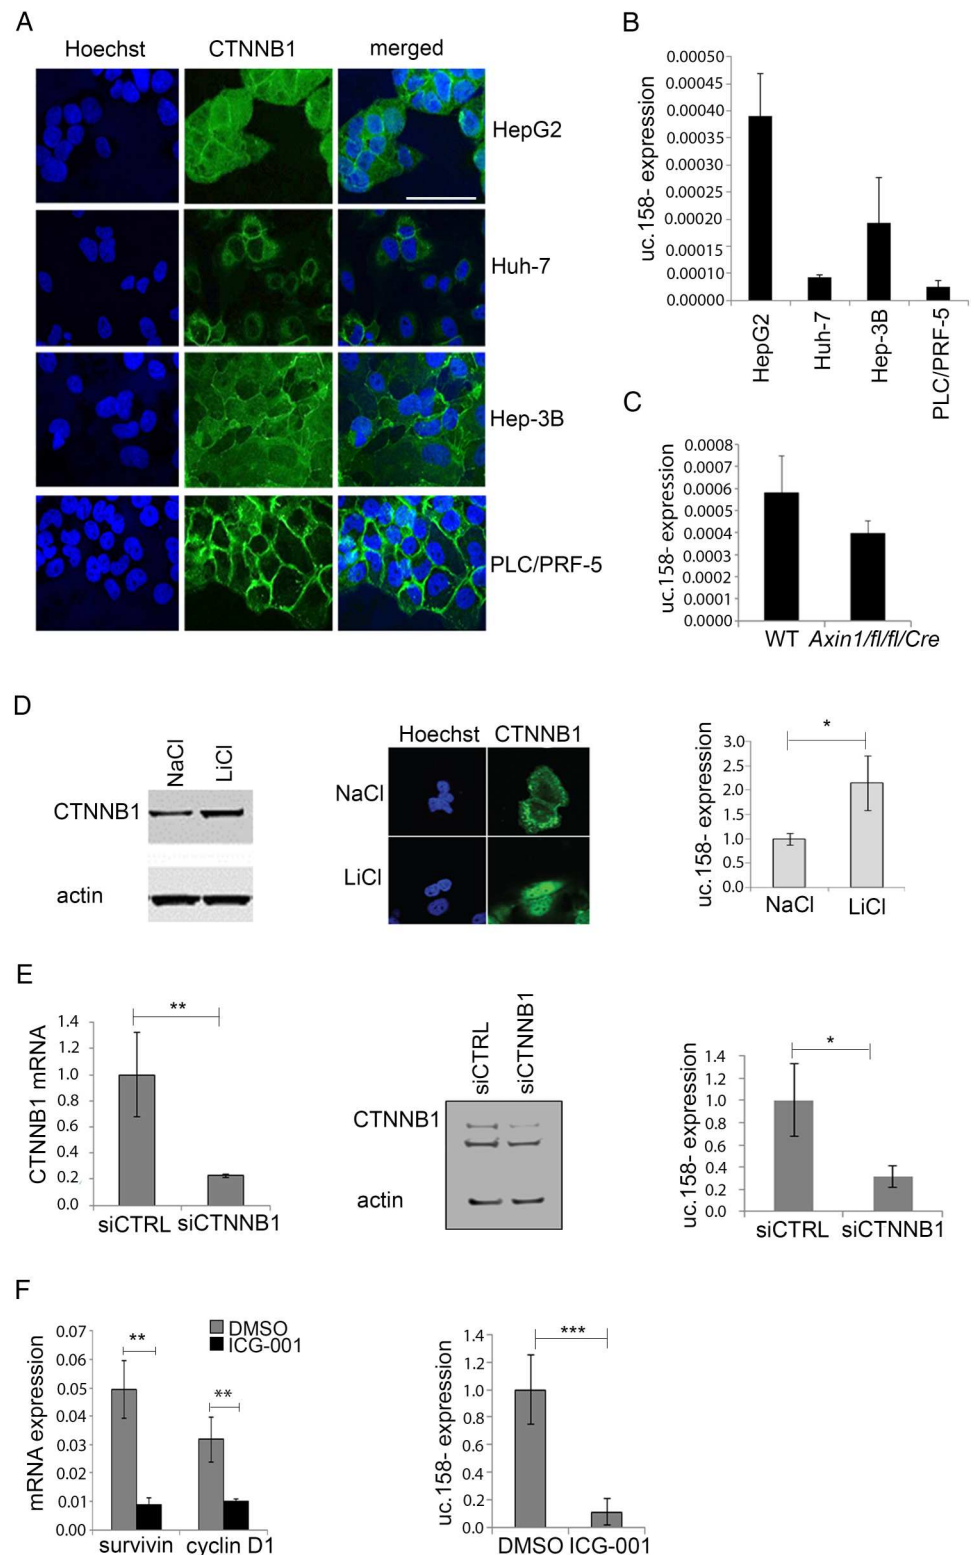 A
Hoechst CTNNB1 merged
HepG2
Huh-7
Hep-3B
PLC/PRF-5
B
uc.158- expression
0.00050
0.00045
0.00040
0.00035
0.00030
0.00025
0.00020
0.00015
0.00010
0.00000
HepG2 Huh-7 Hep-3B PLC/PRF-5
C
uc.158- expression
0.0008
0.0007
0.0006
0.0005
0.0004
0.0003
0.0002
0.0001
0.0000
WT Axin1/fl/fl/Cre
D
NaCl LiCl
CTNNB1
actin
Hoechst CTNNB1
NaCl
LiCl
uc.158- expression
*
3.0
2.5
2.0
1.5
1.0
0.5
0.0
NaCl LiCl
E
CTNNB1 mRNA
**
1.4
1.2
1.0
0.8
0.6
0.4
0.2
0.0
siCTRL siCTNNB1
siCTRL siCTNNB1
CTNNB1
actin
uc.158- expression
*
1.4
1.2
1.0
0.8
0.6
0.4
0.2
0.0
siCTRL siCTNNB1
F
mRNA expression
0.07
0.06
0.05
0.04
0.03
0.02
0.01
0.00
DMSO
ICG-001
**
**
survivin cyclin D1
uc.158- expression
***
1.4
1.2
1.0
0.8
0.6
0.4
0.2
0.0
DMSO ICG-001